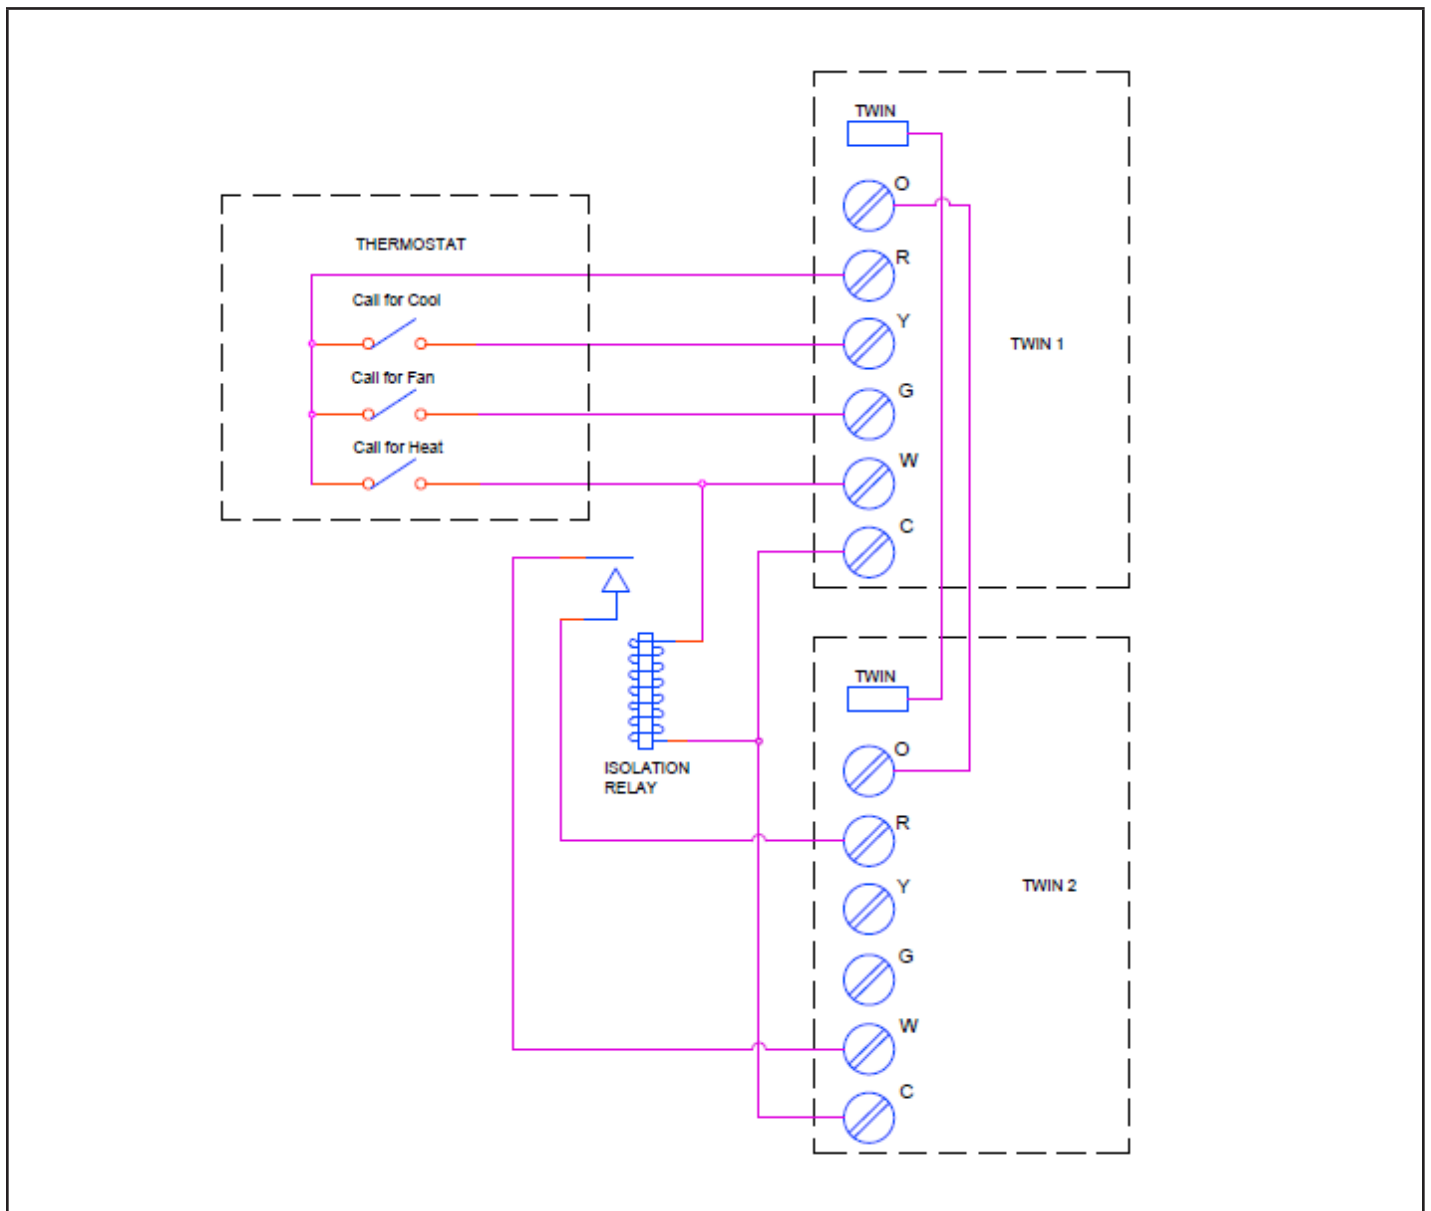 THERMOSTAT
Call for Cool
Call for Fan
Call for Heat
ISOLATION
RELAY
TWIN
O
R
Y
TWIN 1
G
W
C
TWIN
O
R
Y
TWIN 2
G
W
C